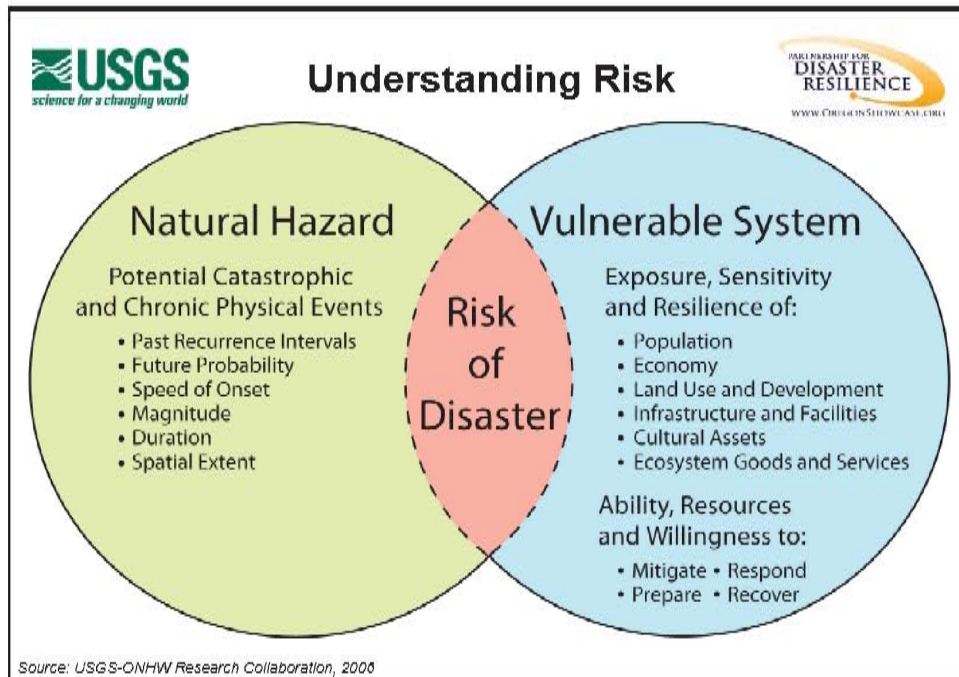 USGS
science for a changing world
Understanding Risk
PARTNERSHIP FOR
DISASTER
RESILIENCE
WWW.OREGONSHOWCASE.ORG
Natural Hazard
Potential Catastrophic
and Chronic Physical Events
• Past Recurrence Intervals
• Future Probability
• Speed of Onset
• Magnitude
• Duration
• Spatial Extent
Risk
of
Disaster
Vulnerable System
Exposure, Sensitivity
and Resilience of:
• Population
• Economy
• Land Use and Development
• Infrastructure and Facilities
• Cultural Assets
• Ecosystem Goods and Services
Ability, Resources
and Willingness to:
• Mitigate • Respond
• Prepare • Recover
Source: USGS-ONHW Research Collaboration, 2006